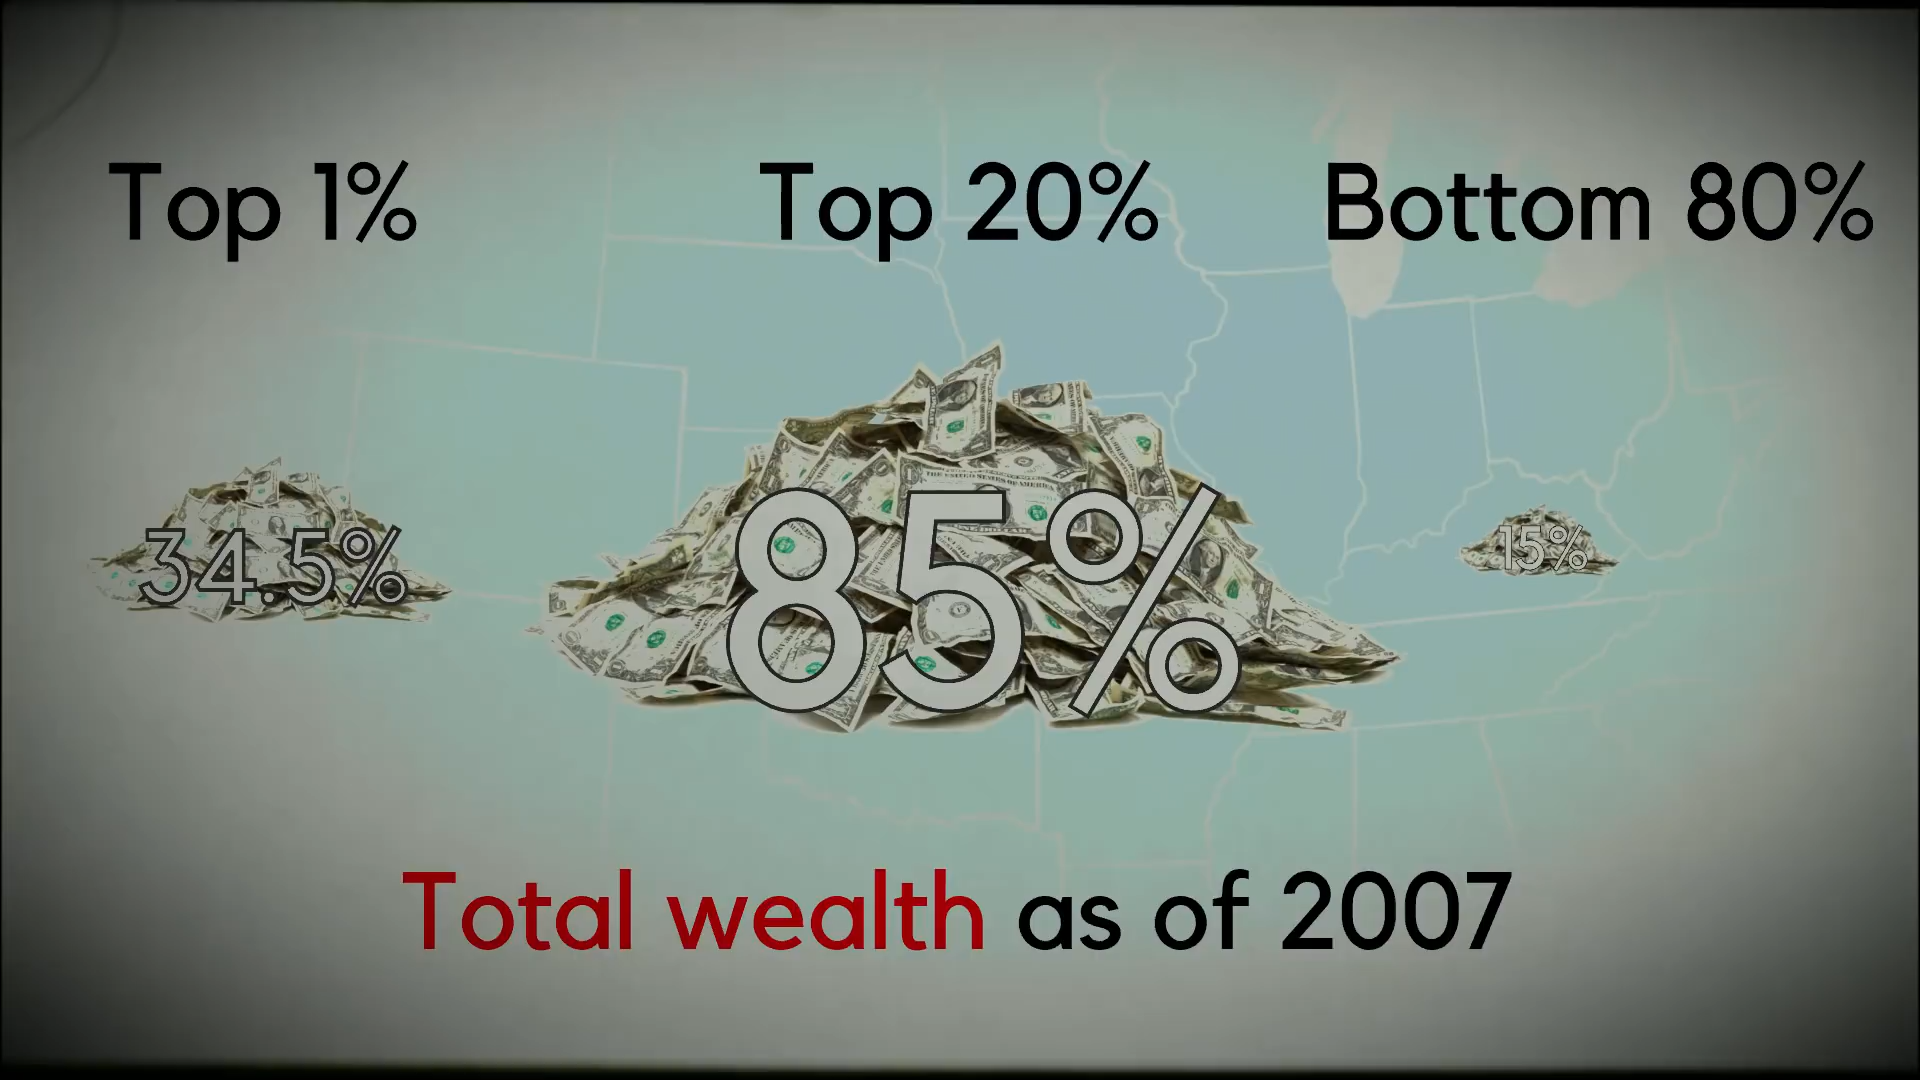 Top 1%
Top 20%
Bottom 80%
34.5%
85%
15%
Total wealth as of 2007